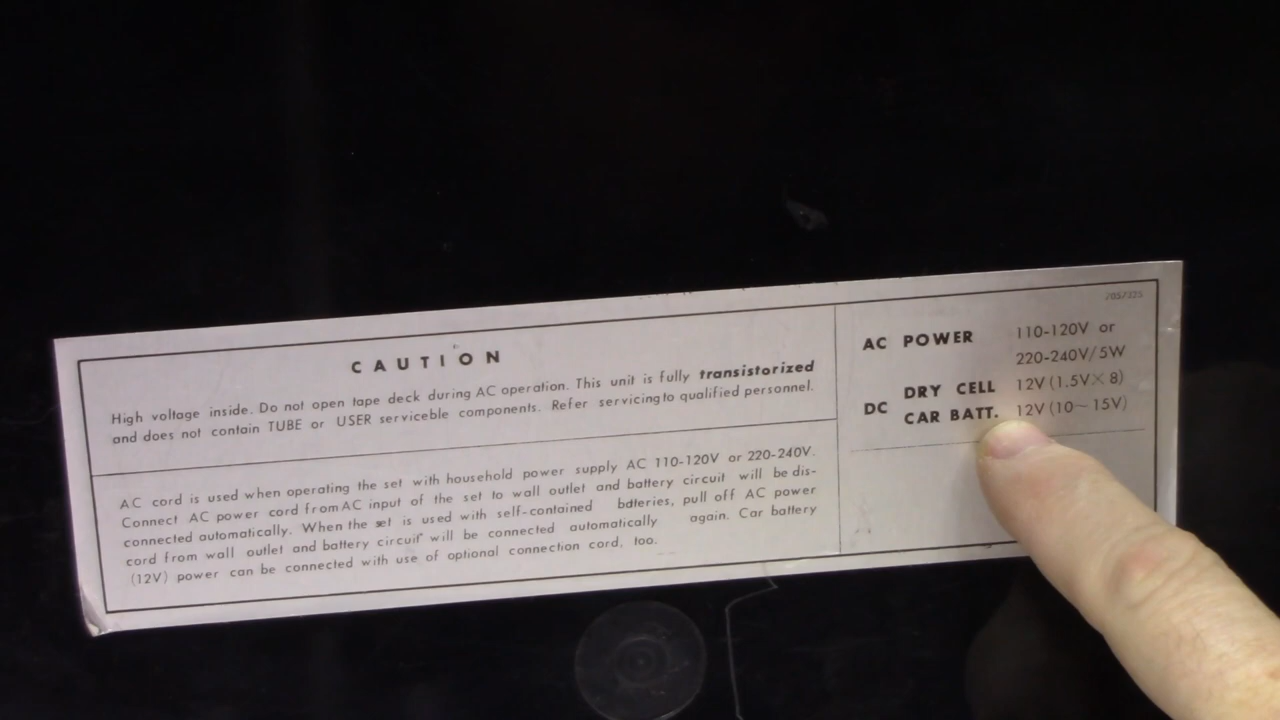 CAUTION
High voltage inside. Do not open tape deck during AC operation. This unit is fully transistorized
and does not contain TUBE or USER serviceble components. Refer servicing to qualified personnel.
AC cord is used when operating the set with household power supply AC 110-120V or 220-240V.
Connect AC power cord from AC input of the set to wall outlet and battery circuit will be dis-
connected automatically. When the set is used with self-contained batteries, pull off AC power
cord from wall outlet and battery circuit will be connected automatically again. Car battery
(12V) power can be connected with use of optional connection cord, too.
AC POWER 110-120V or
220-240V/5W
DC DRY CELL 12V (1.5V×8)
CAR BATT. 12V (10~15V)